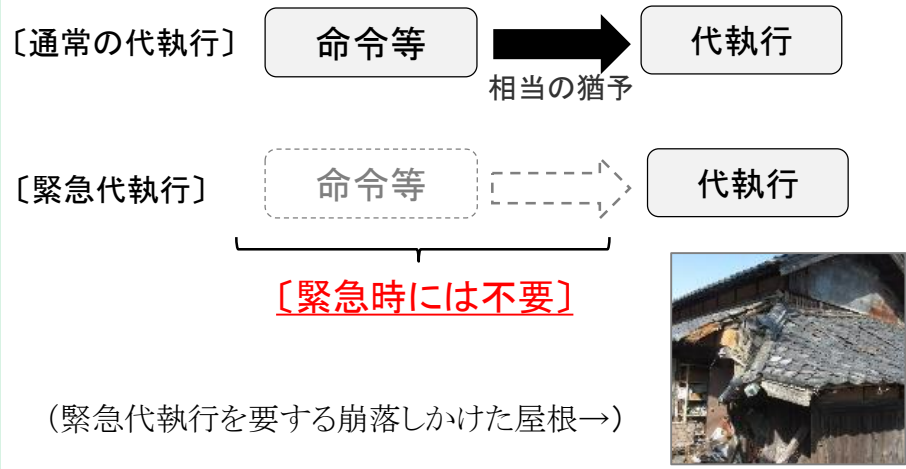 〔通常の代執行〕 命令等 代執行
相当の猶予
〔緊急代執行〕 命令等 代執行
〔緊急時には不要〕
（緊急代執行を要する崩落しかけた屋根→）